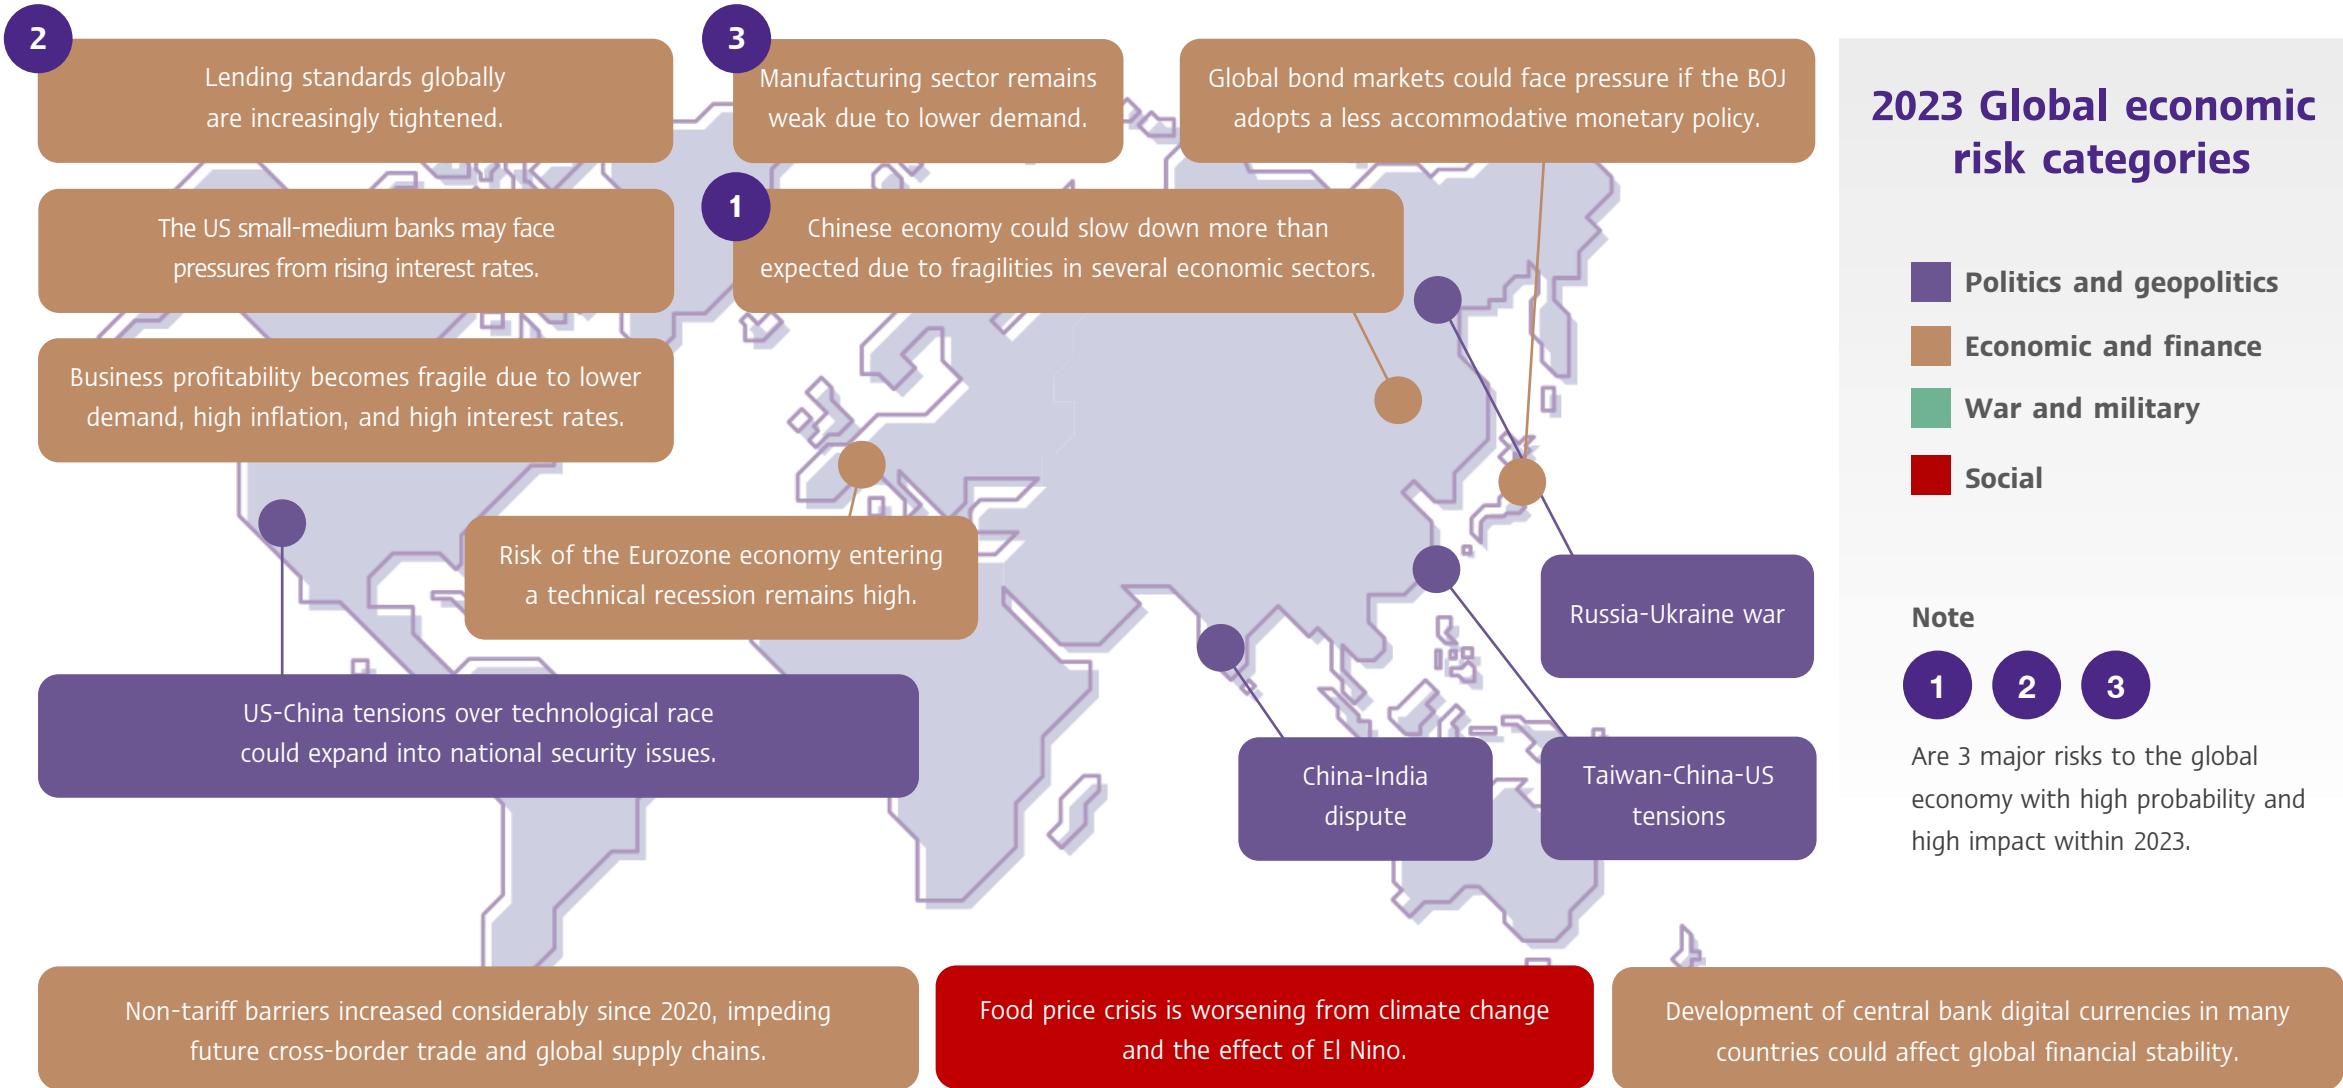 2
Lending standards globally
are increasingly tightened.
3
Manufacturing sector remains
weak due to lower demand.
Global bond markets could face pressure if the BOJ
adopts a less accommodative monetary policy.
The US small-medium banks may face
pressures from rising interest rates.
1
Chinese economy could slow down more than
expected due to fragilities in several economic sectors.
Business profitability becomes fragile due to lower
demand, high inflation, and high interest rates.
Risk of the Eurozone economy entering
a technical recession remains high.
Russia-Ukraine war
US-China tensions over technological race
could expand into national security issues.
China-India
dispute
Taiwan-China-US
tensions
Non-tariff barriers increased considerably since 2020, impeding
future cross-border trade and global supply chains.
Food price crisis is worsening from climate change
and the effect of El Nino.
Development of central bank digital currencies in many
countries could affect global financial stability.
2023 Global economic
risk categories
Politics and geopolitics
Economic and finance
War and military
Social
Note
1 2 3
Are 3 major risks to the global
economy with high probability and
high impact within 2023.